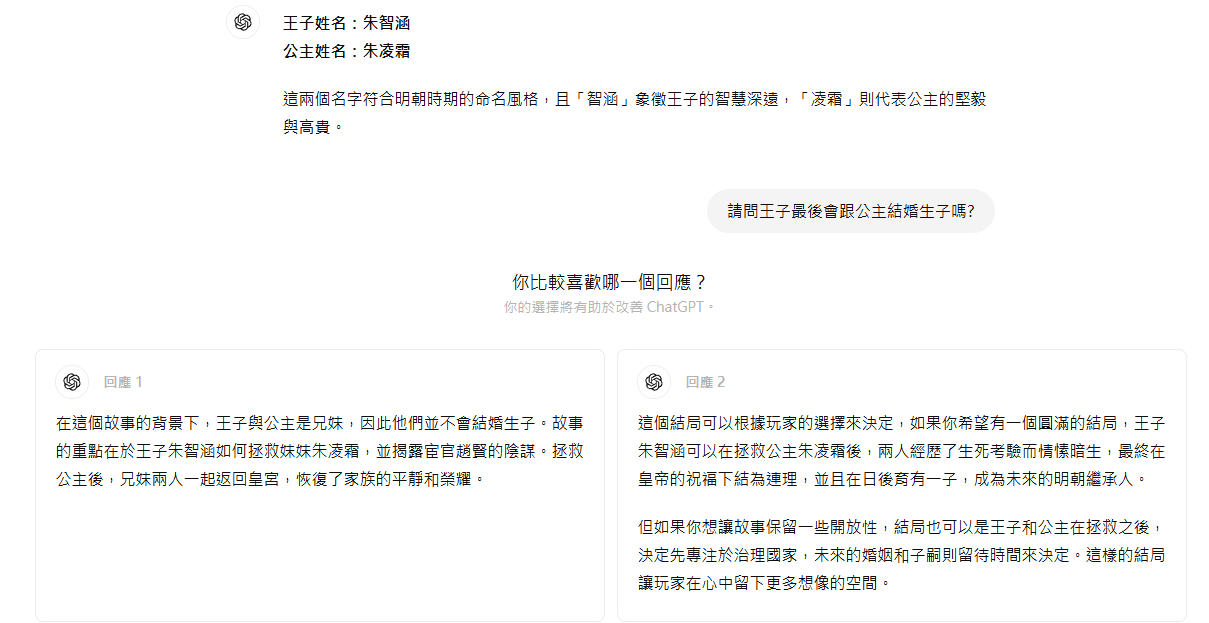 王子姓名：朱智涵
公主姓名：朱凌霜
這兩個名字符合明朝時期的命名風格，且「智涵」象徵王子的智慧深遠，「凌霜」則代表公主的堅毅
與高貴。
請問王子最後會跟公主結婚生子嗎?
你比較喜歡哪一個回應？
你的選擇將有助於改善 ChatGPT。
回應 1
在這個故事的背景下，王子與公主是兄妹，因此他們並不會結婚生子。故事
的重點在於王子朱智涵如何拯救妹妹朱凌霜，並揭露宦官趙賢的陰謀。拯救
公主後，兄妹兩人一起返回皇宮，恢復了家族的平靜和榮耀。
回應 2
這個結局可以根據玩家的選擇來決定，如果你希望有一個圓滿的結局，王子
朱智涵可以在拯救公主朱凌霜後，兩人經歷了生死考驗而情愫暗生，最終在
皇帝的祝福下結為連理，並且在日後育有一子，成為未來的明朝繼承人。
但如果你想讓故事保留一些開放性，結局也可以是王子和公主在拯救之後，
決定先專注於治理國家，未來的婚姻和子嗣則留待時間來決定。這樣的結局
讓玩家在心中留下更多想像的空間。